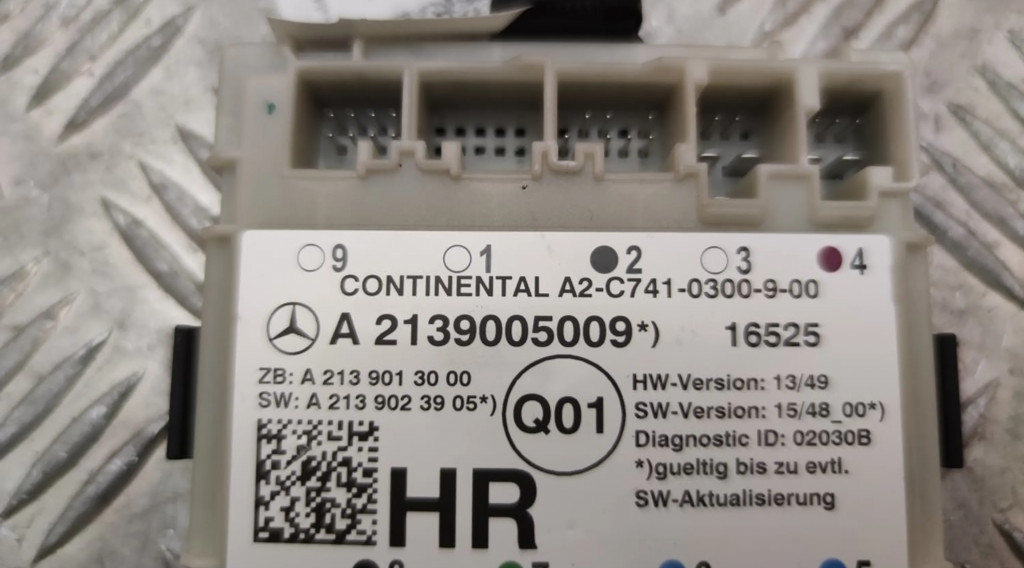 9 1 2 3 4
CONTINENTAL A2-C741-0300-9-00
A 2139005009*) 16525
ZB: A 213 901 30 00
SW: A 213 902 39 05*)
Q01
HW-Version: 13/49
SW-Version: 15/48_00*)
Diagnostic ID: 02030B
*)gueltig bis zu evtl.
SW-Aktualisierung
HR